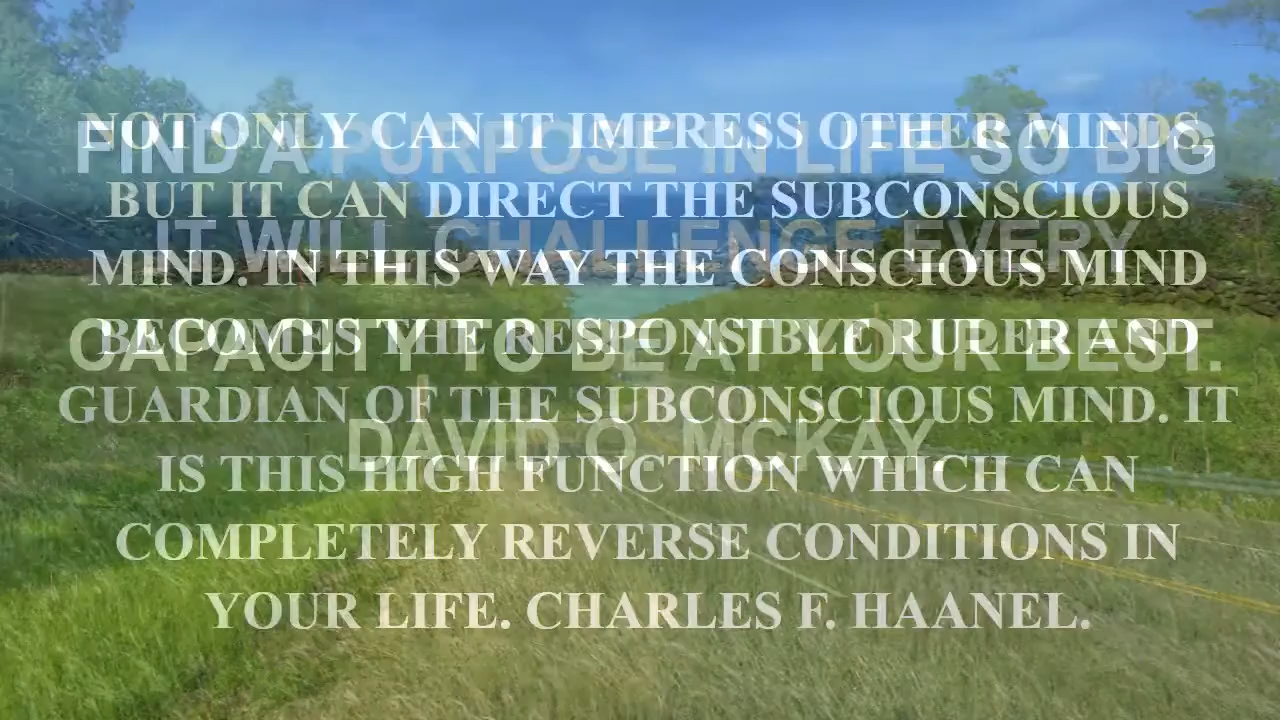 NOT ONLY CAN IT IMPRESS OTHER MINDS,
BUT IT CAN DIRECT THE SUBCONSCIOUS
MIND. IN THIS WAY THE CONSCIOUS MIND
BECOMES THE RESPONSIBLE RULER AND
GUARDIAN OF THE SUBCONSCIOUS MIND. IT
IS THIS HIGH FUNCTION WHICH CAN
COMPLETELY REVERSE CONDITIONS IN
YOUR LIFE. CHARLES F. HAANEL.
FIND A PURPOSE IN LIFE SO BIG
IT WILL CHALLENGE EVERY
CAPACITY TO BE AT YOUR BEST.
DAVID O. MCKAY